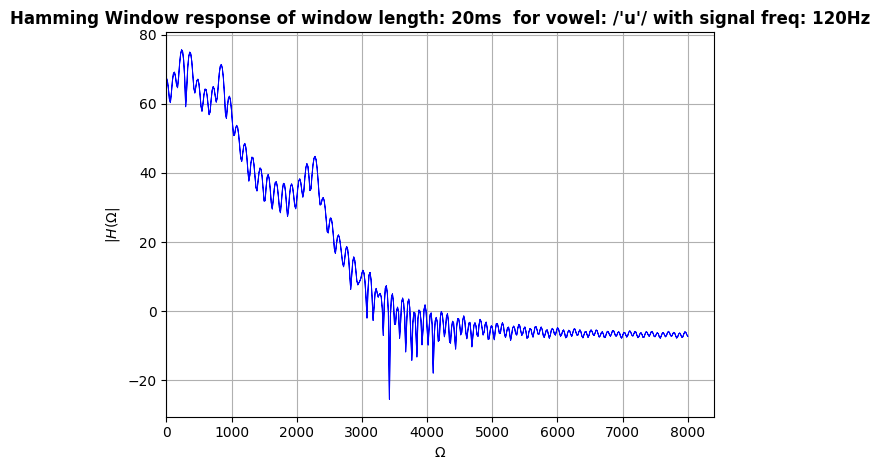 Hamming Window response of window length: 20ms  for vowel: /'u'/ with signal freq: 120Hz
80
60
40
20
0
−20
|H(Ω|
0 1000 2000 3000 4000 5000 6000 7000 8000
Ω